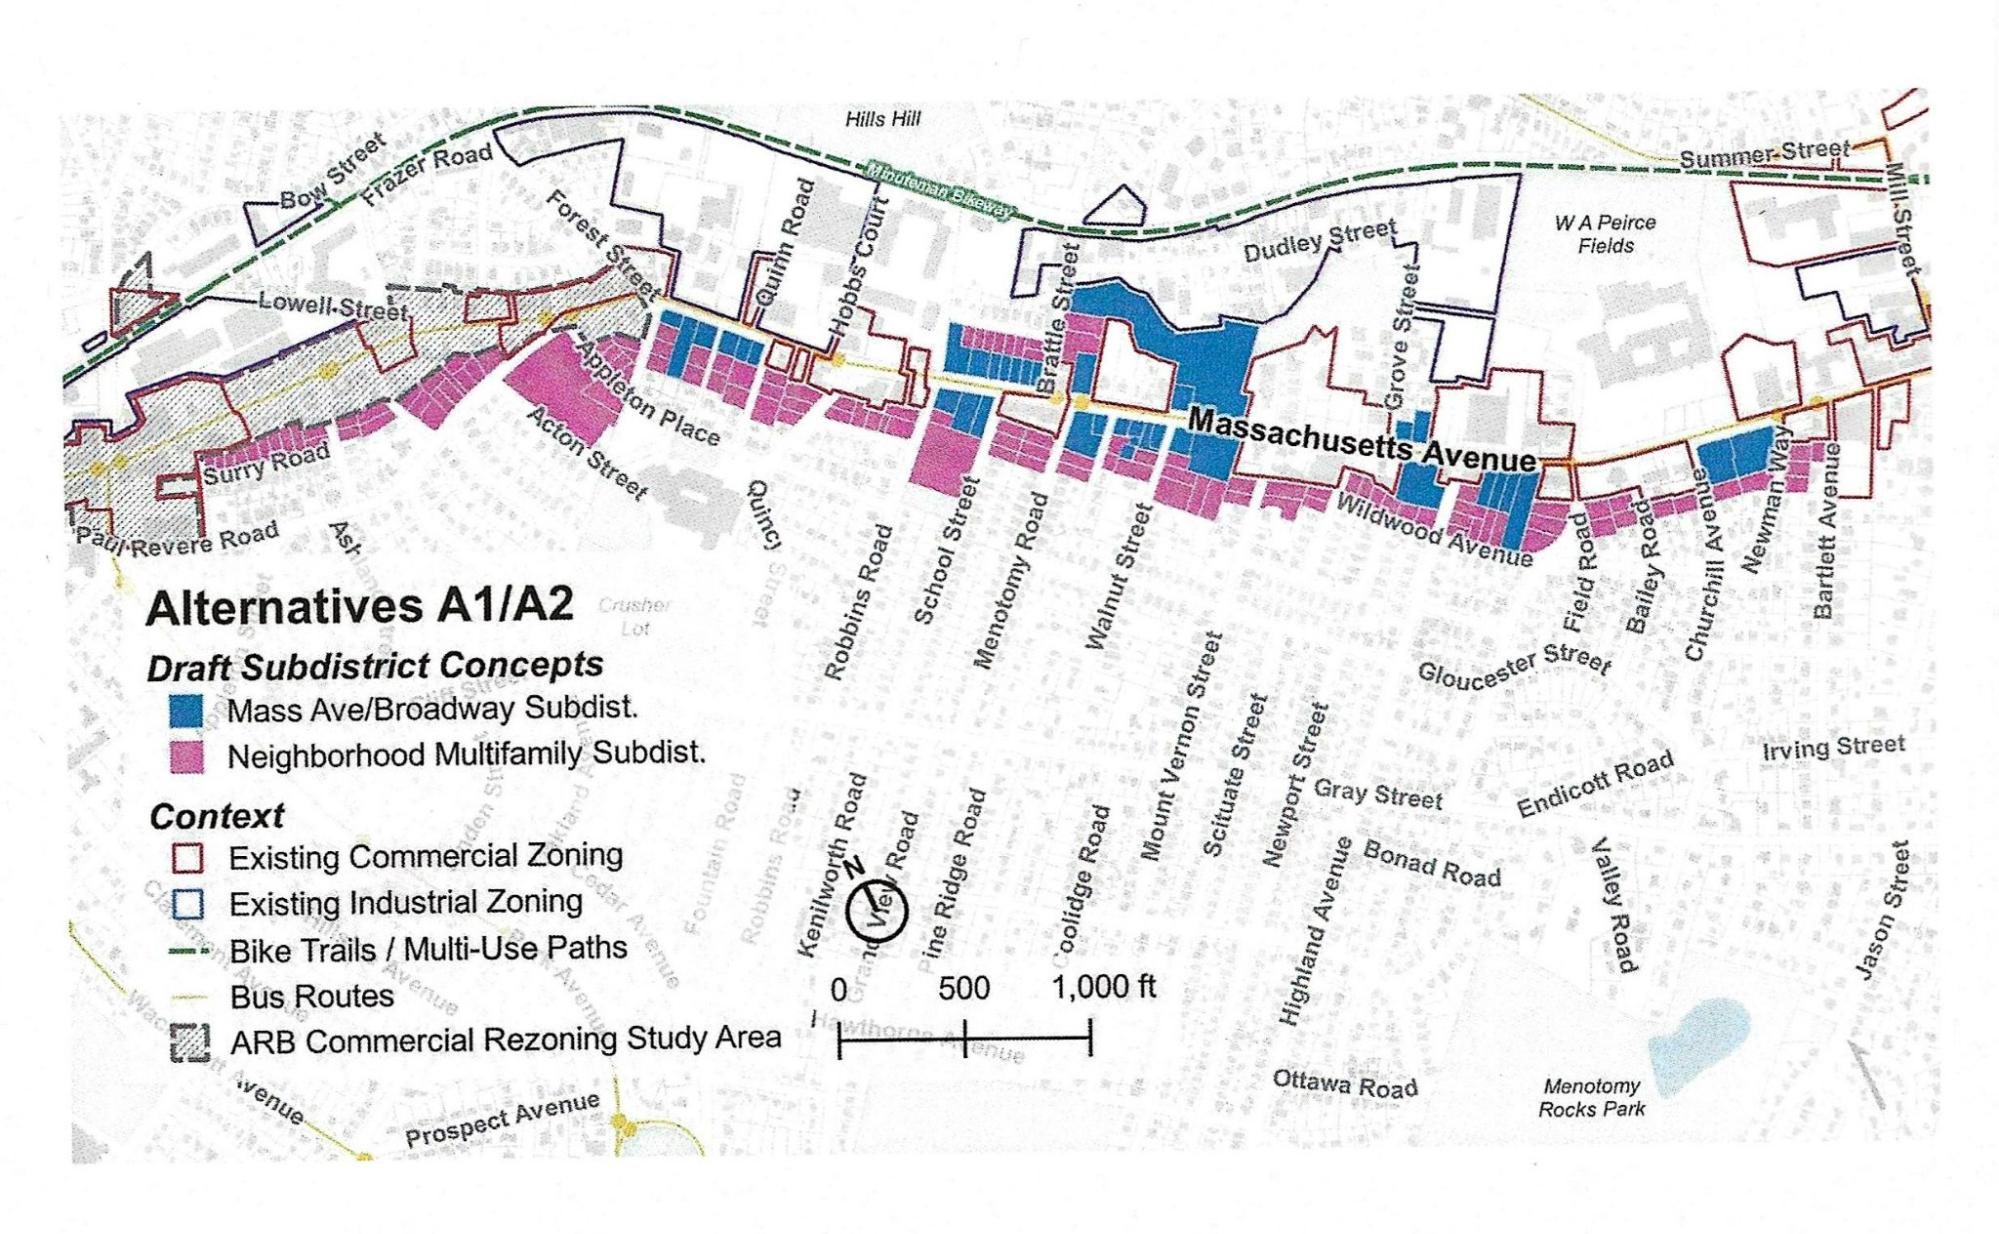 Hills Hill
Bow Street
Frazer Road
Summer Street
Minuteman Bikeway
Mill Street
Forest Street
Quinn Road
Hobbs Court
W A Peirce
Fields
Dudley Street
Brattle Street
Grove Street
Lowell Street
Appleton Place
Massachusetts Avenue
Acton Street
Surry Road
Wildwood Avenue
Paul Revere Road
Quincy Street
Robbins Road
School Street
Menotomy Road
Walnut Street
Field Road
Bailey Road
Churchill Avenue
Newman Way
Bartlett Avenue
Alternatives A1/A2
Crusher
Lot
Draft Subdistrict Concepts
Mass Ave/Broadway Subdist.
Neighborhood Multifamily Subdist.
Context
Existing Commercial Zoning
Existing Industrial Zoning
Bike Trails / Multi-Use Paths
Bus Routes
ARB Commercial Rezoning Study Area
Gloucester Street
Mount Vernon Street
Scituate Street
Newport Street
Irving Street
Endicott Road
Gray Street
Bonad Road
Highland Avenue
Valley Road
Jason Street
Fountain Road
Robbins Road
Kenilworth Road
Grand View Road
Pine Ridge Road
Coolidge Road
Cedar Avenue
N
0 500 1,000 ft
Hawthorne Avenue
Ottawa Road
Menotomy
Rocks Park
Avenue
Prospect Avenue